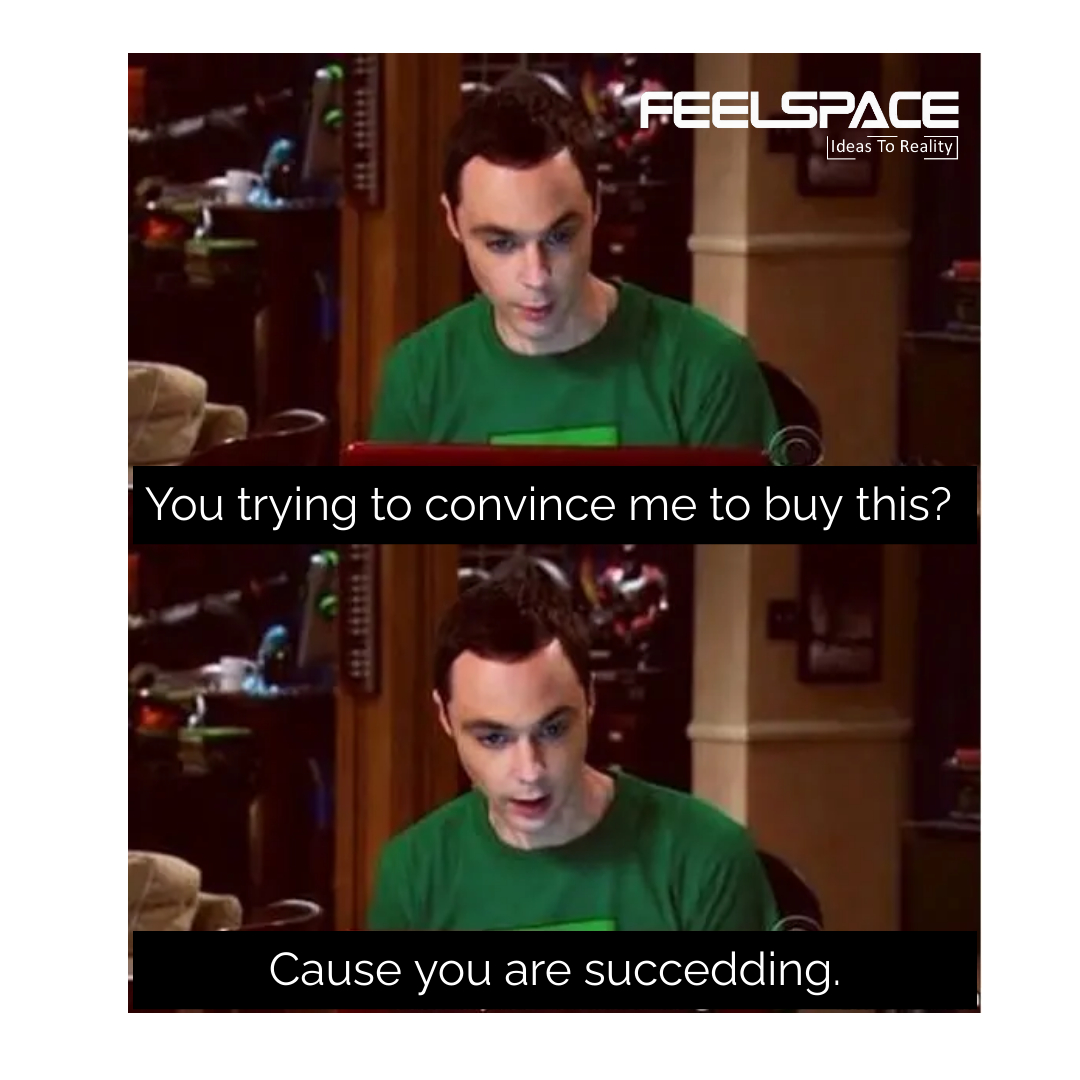 FEELSPACE
Ideas To Reality
You trying to convince me to buy this?
Cause you are succedding.